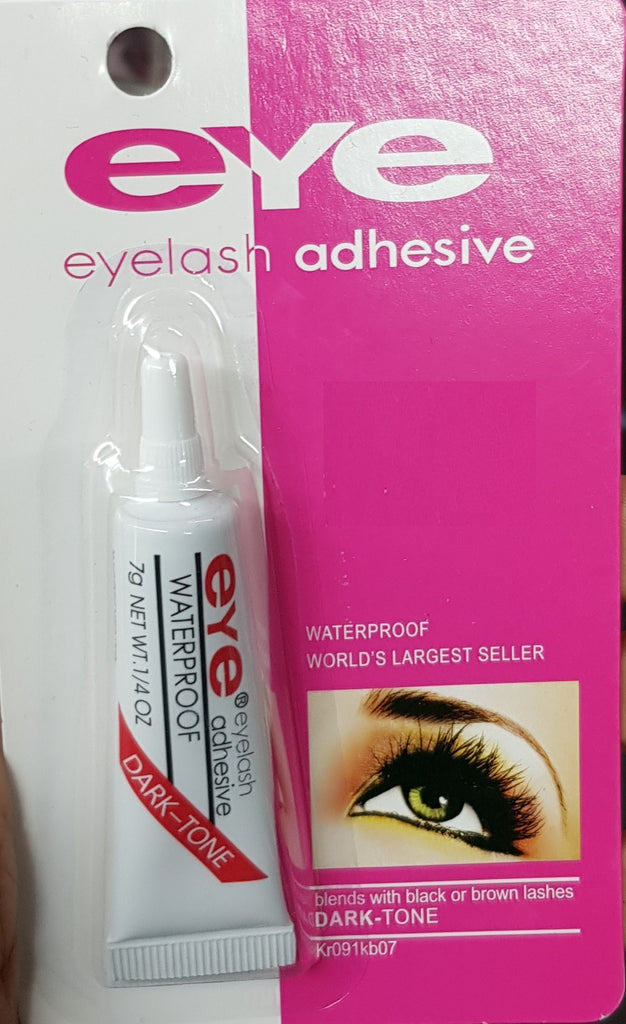 eye
eyelash adhesive
eye® eyelash
adhesive
WATERPROOF
7g NET WT.1/4 OZ
DARK-TONE
WATERPROOF
WORLD'S LARGEST SELLER
blends with black or brown lashes
DARK-TONE
Kr091kb07